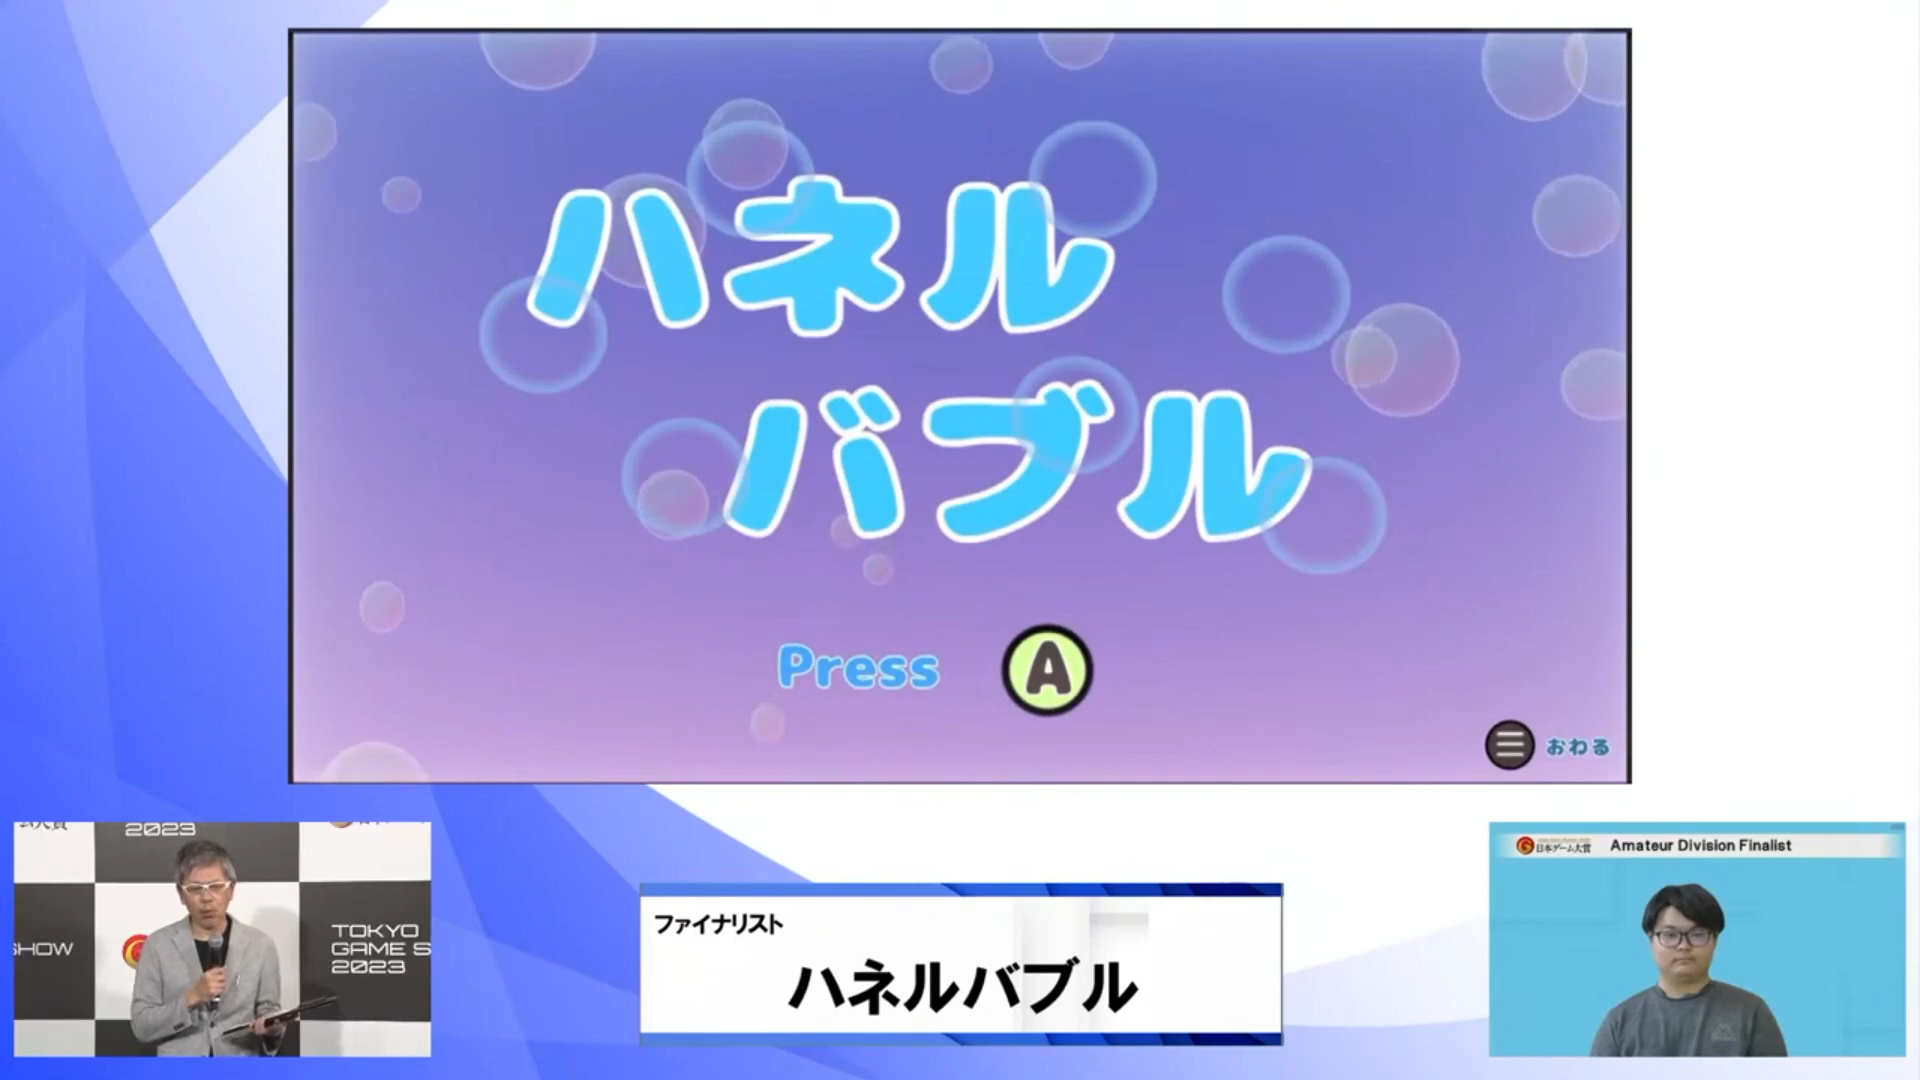 ハネル
バブル
Press A
おわる
2023
SHOW
TOKYO
GAME S
2023
ファイナリスト
ハネルバブル
日本ゲーム大賞 Amateur Division Finalist